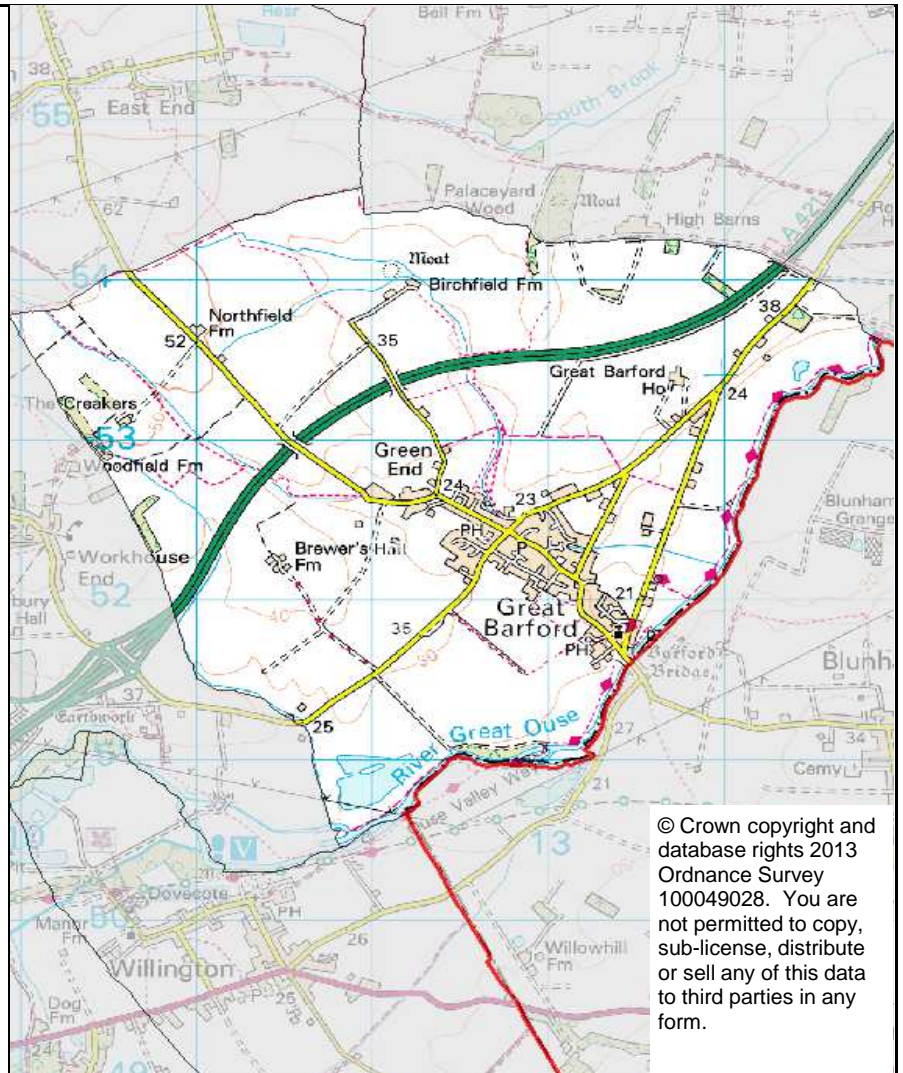 Bell Fm
38
East End
55
South Brook
62
Palaceyard
Wood
Moat
High Barns
A 421
54
Moat
Birchfield Fm
Northfield
Fm
52
35
38
Great Barford
Ho
24
The Creakers
50
53
Woodfield Fm
Green
End
24
23
PH
P
Blunham
Grange
Brewer's Hall
Fm
Workhouse
End
52
40
Great
Barford
21
PH
Barford
Bridge
35
37
25
Earthwork
River Great Ouse
27
34
Cemy
21
Ouse Valley Way
13
V
Dovecote
PH
50
Manor
Fm
26
Willowhill
Fm
Willington
P
25
Dog
Fm
24
49
© Crown copyright and
database rights 2013
Ordnance Survey
100049028. You are
not permitted to copy,
sub-license, distribute
or sell any of this data
to third parties in any
form.